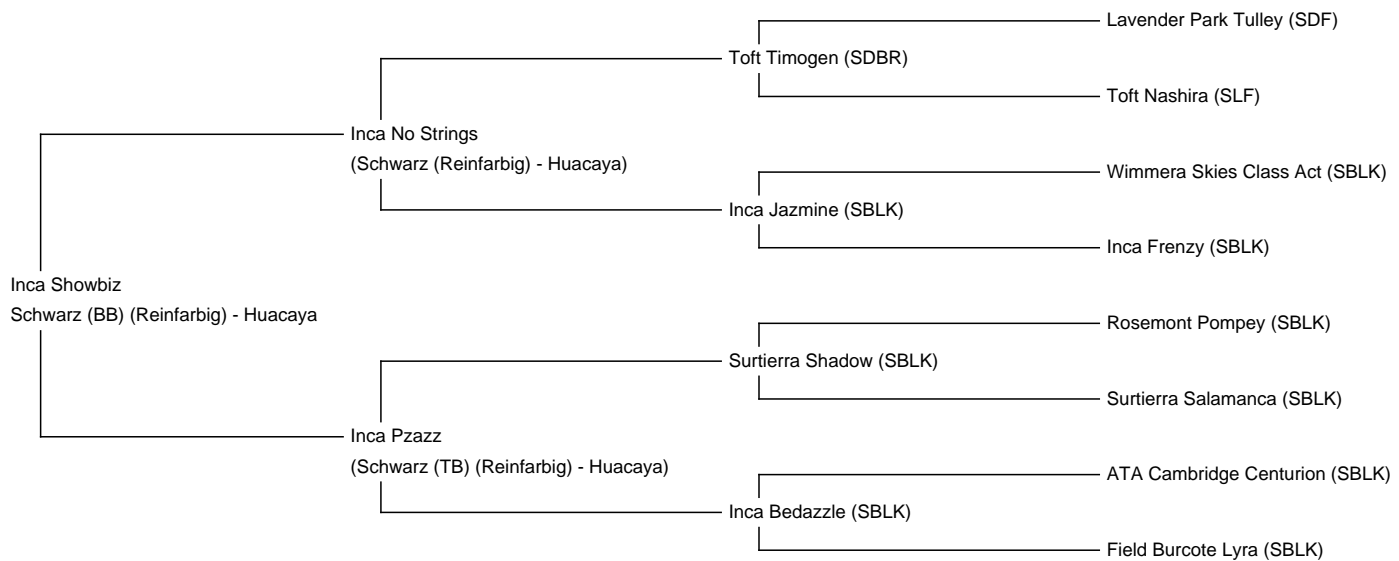 Lavender Park Tulley (SDF)
Toft Timogen (SDBR)
Toft Nashira (SLF)
Inca No Strings
(Schwarz (Reinfarbig) - Huacaya)
Wimmera Skies Class Act (SBLK)
Inca Jazmine (SBLK)
Inca Frenzy (SBLK)
Inca Showbiz
Schwarz (BB) (Reinfarbig) - Huacaya
Rosemont Pompey (SBLK)
Surtierra Shadow (SBLK)
Surtierra Salamanca (SBLK)
Inca Pzazz
(Schwarz (TB) (Reinfarbig) - Huacaya)
ATA Cambridge Centurion (SBLK)
Inca Bedazzle (SBLK)
Field Burcote Lyra (SBLK)